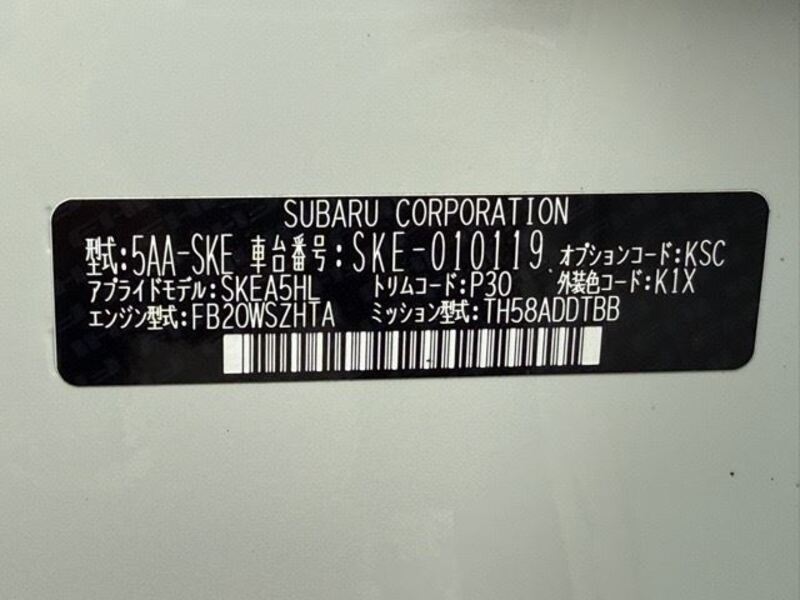 SUBARU CORPORATION
型式:5AA-SKE 車台番号:SKE-010119 オプションコード:KSC
アプライドモデル:SKEA5HL トリムコード:P30 外装色コード:K1X
エンジン型式:FB20WSZHTA ミッション型式:TH58ADDTBB